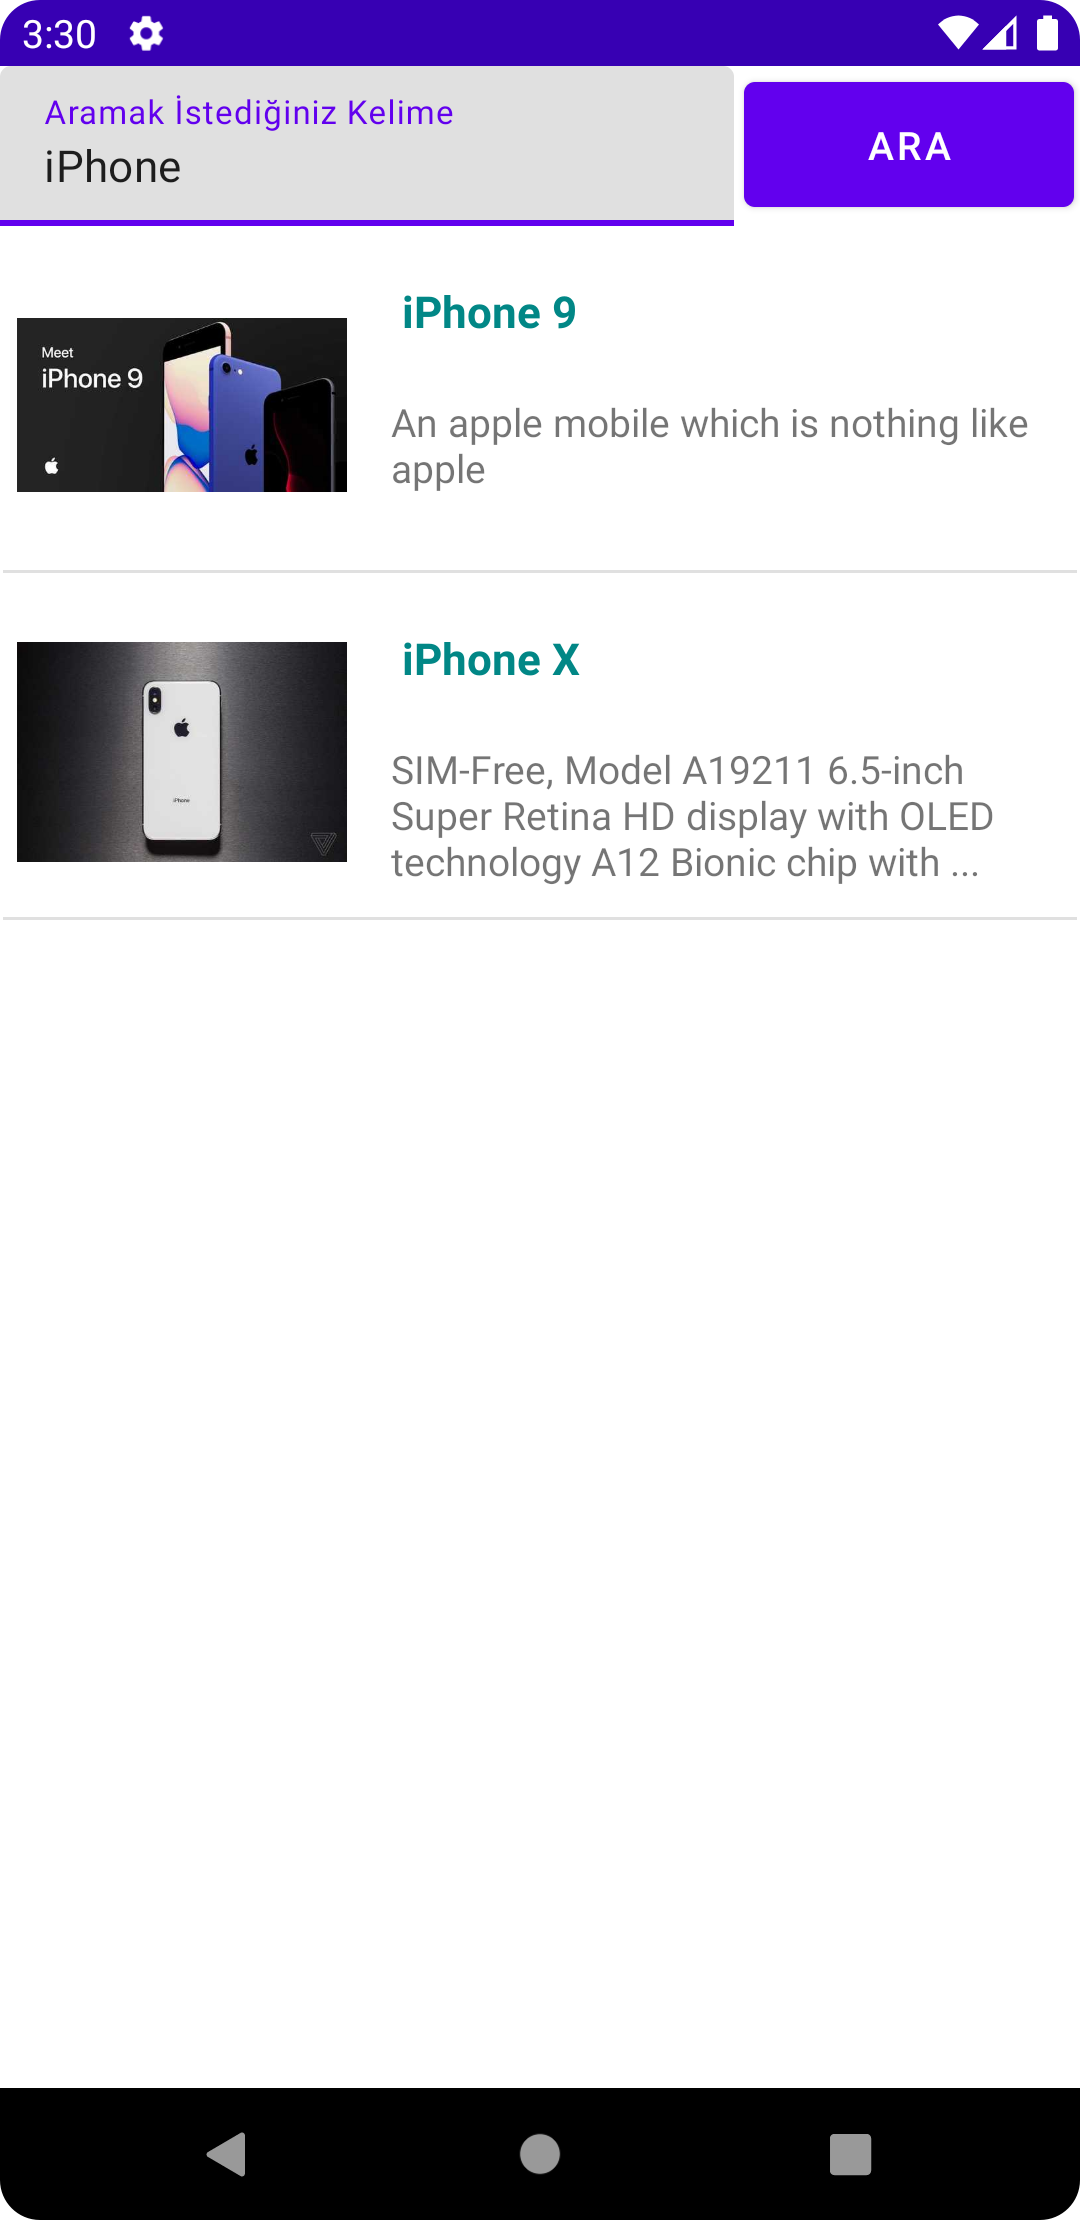 3:30
Aramak İstediğiniz Kelime
iPhone
ARA
Meet
iPhone 9
iPhone 9
An apple mobile which is nothing like
apple
iPhone
iPhone X
SIM-Free, Model A19211 6.5-inch
Super Retina HD display with OLED
technology A12 Bionic chip with ...